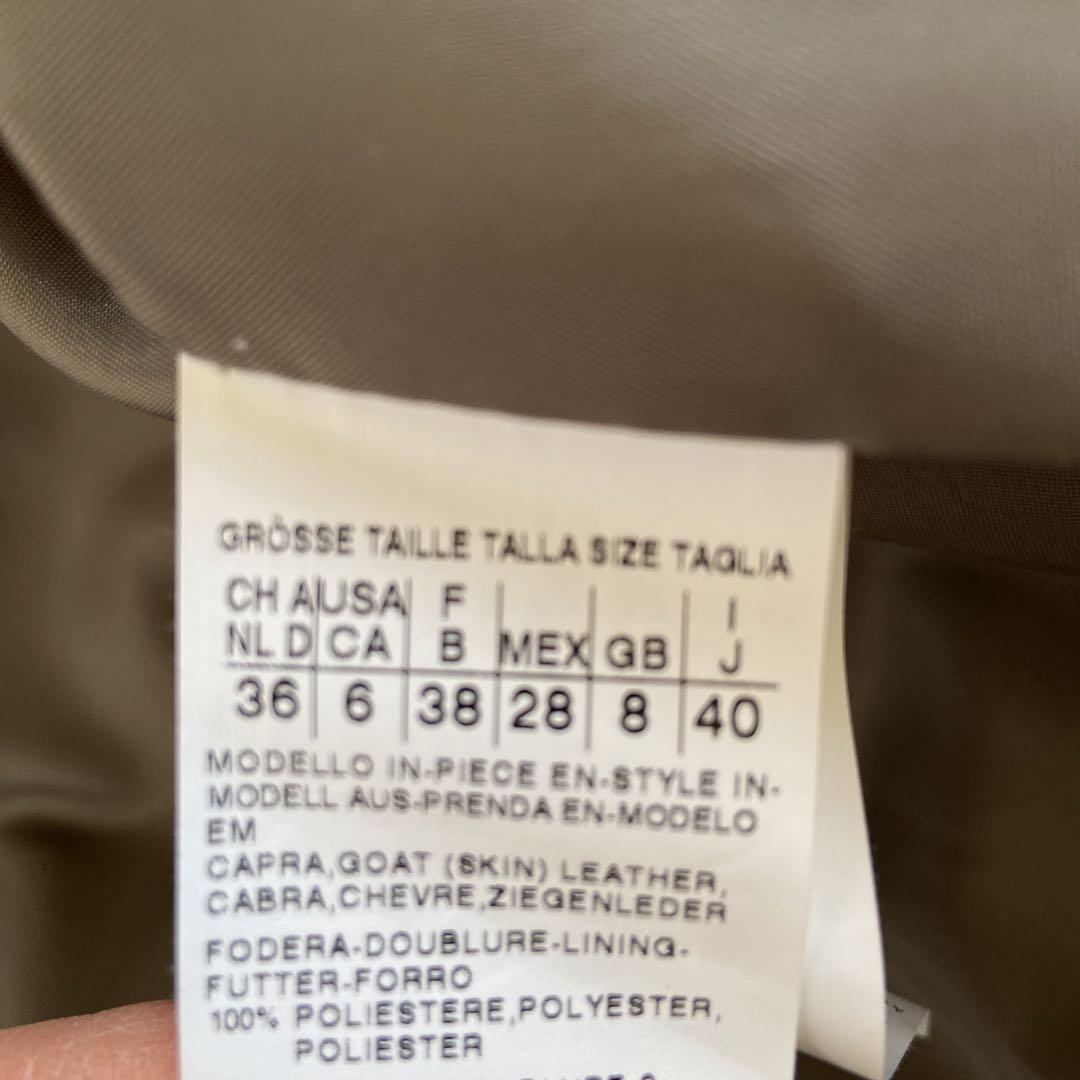 GRÖSSE TAILLE TALLA SIZE TAGLIA
CH A USA F I
NL D CA B MEX GB J
36 6 38 28 8 40
MODELLO IN-PIECE EN-STYLE IN-
MODELL AUS-PRENDA EN-MODELO
EM
CAPRA,GOAT (SKIN) LEATHER,
CABRA,CHEVRE,ZIEGENLEDER
FODERA-DOUBLURE-LINING-
FUTTER-FORRO
100% POLIESTERE,POLYESTER,
POLIESTER